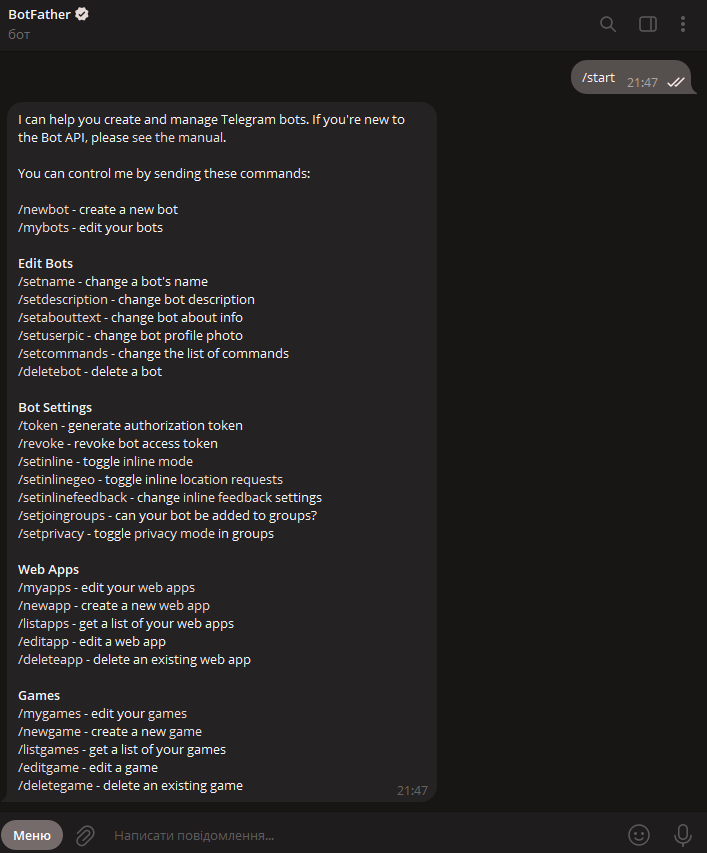 BotFather
бот
/start
21:47
I can help you create and manage Telegram bots. If you're new to
the Bot API, please see the manual.
You can control me by sending these commands:
/newbot - create a new bot
/mybots - edit your bots
Edit Bots
/setname - change a bot's name
/setdescription - change bot description
/setabouttext - change bot about info
/setuserpic - change bot profile photo
/setcommands - change the list of commands
/deletebot - delete a bot
Bot Settings
/token - generate authorization token
/revoke - revoke bot access token
/setinline - toggle inline mode
/setinlinegeo - toggle inline location requests
/setinlinefeedback - change inline feedback settings
/setjoingroups - can your bot be added to groups?
/setprivacy - toggle privacy mode in groups
Web Apps
/myapps - edit your web apps
/newapp - create a new web app
/listapps - get a list of your web apps
/editapp - edit a web app
/deleteapp - delete an existing web app
Games
/mygames - edit your games
/newgame - create a new game
/listgames - get a list of your games
/editgame - edit a game
/deletegame - delete an existing game
21:47
Меню
Написати повідомлення...